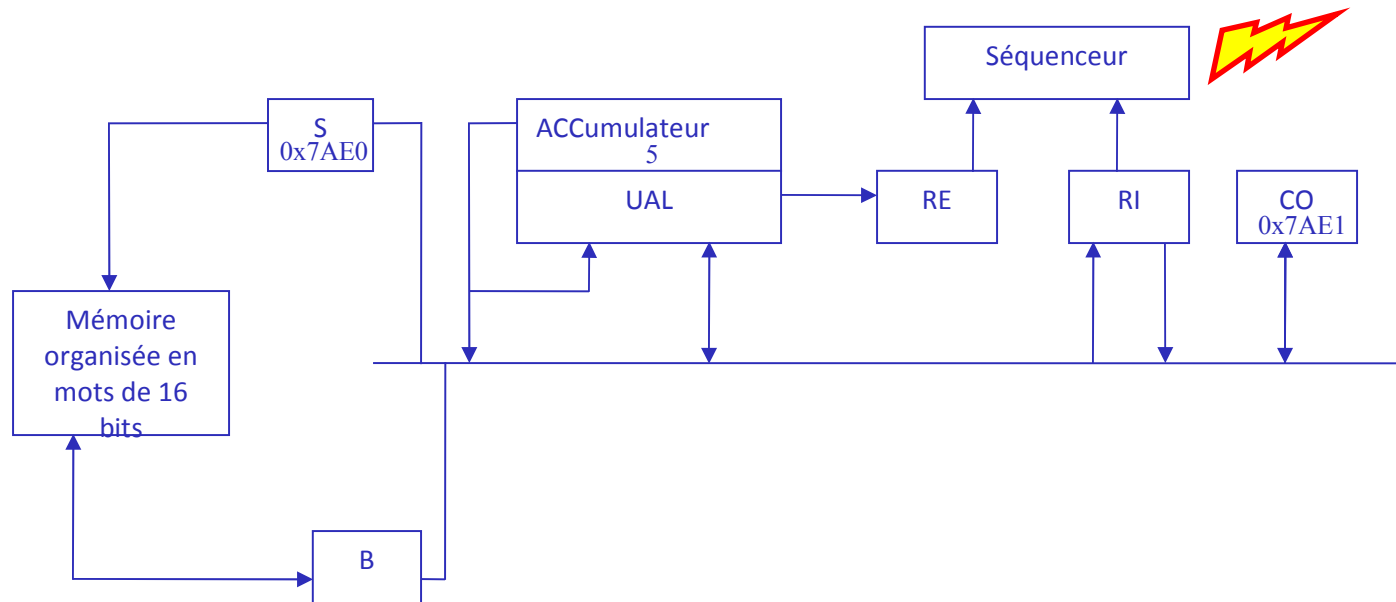 Séquenceur
S
0x7AE0
ACCumulateur
5
UAL
RE
RI
CO
0x7AE1
Mémoire
organisée en
mots de 16
bits
B